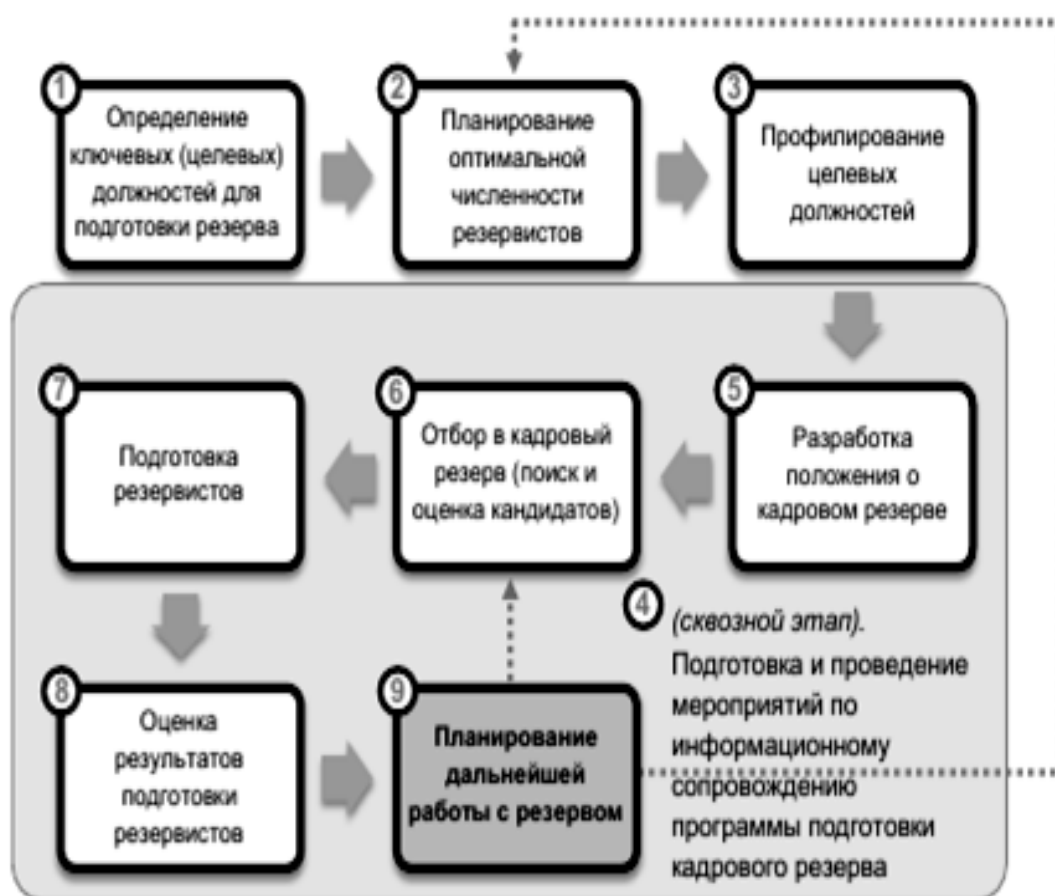 1
Определение
ключевых (целевых)
должностей для
подготовки резерва
2
Планирование
оптимальной
численности
резервистов
3
Профилирование
целевых
должностей
7
Подготовка
резервистов
6
Отбор в кадровый
резерв (поиск и
оценка кандидатов)
5
Разработка
положения о
кадровом резерве
4
(сквозной этап).
Подготовка и проведение
мероприятий по
информационному
сопровождению
программы подготовки
кадрового резерва
8
Оценка
результатов
подготовки
резервистов
9
Планирование
дальнейшей
работы с резервом